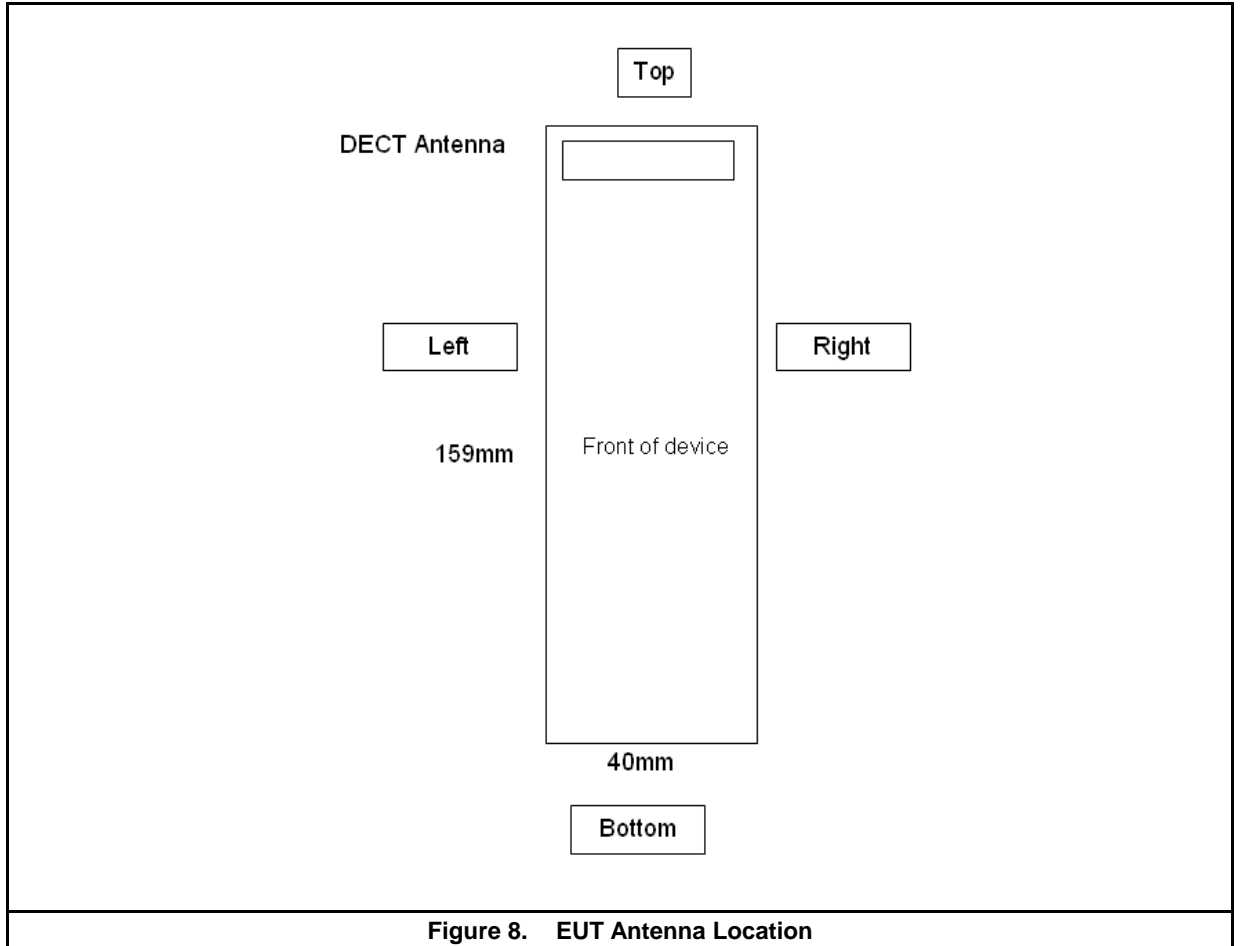 Top
DECT Antenna
Left
Right
159mm
Front of device
40mm
Bottom
Figure 8. EUT Antenna Location